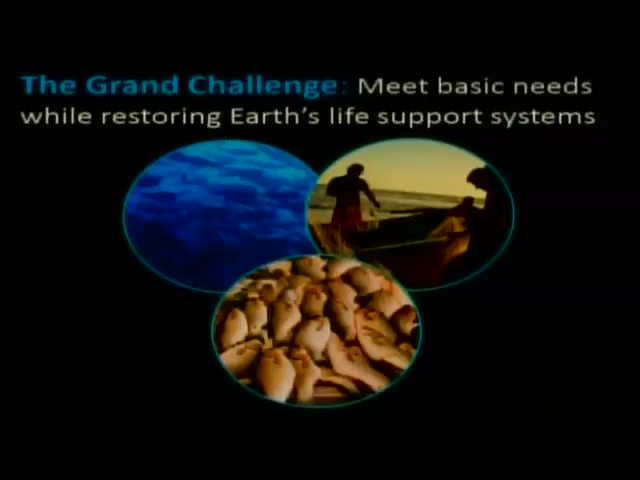 The Grand Challenge: Meet basic needs
while restoring Earth's life support systems